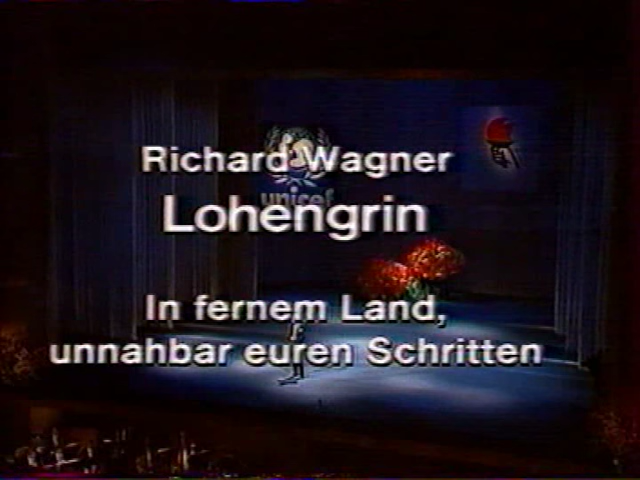 Richard Wagner
unicef
Lohengrin
In fernem Land,
unnahbar euren Schritten